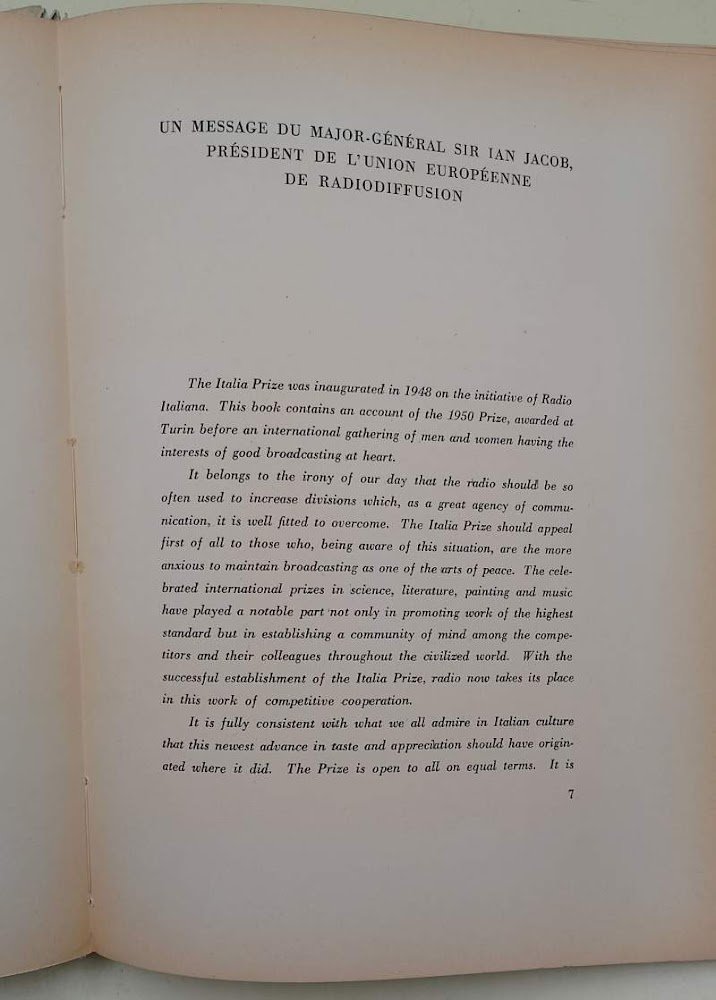 UN MESSAGE DU MAJOR-GÉNÉRAL SIR IAN JACOB,
PRÉSIDENT DE L'UNION EUROPÉENNE
DE RADIODIFFUSION
The Italia Prize was inaugurated in 1948 on the initiative of Radio
Italiana. This book contains an account of the 1950 Prize, awarded at
Turin before an international gathering of men and women having the
interests of good broadcasting at heart.
It belongs to the irony of our day that the radio should be so
often used to increase divisions which, as a great agency of commu-
nication, it is well fitted to overcome. The Italia Prize should appeal
first of all to those who, being aware of this situation, are the more
anxious to maintain broadcasting as one of the arts of peace. The cele-
brated international prizes in science, literature, painting and music
have played a notable part not only in promoting work of the highest
standard but in establishing a community of mind among the compe-
titors and their colleagues throughout the civilized world. With the
successful establishment of the Italia Prize, radio now takes its place
in this work of competitive cooperation.
It is fully consistent with what we all admire in Italian culture
that this newest advance in taste and appreciation should have origin-
ated where it did. The Prize is open to all on equal terms. It is
7